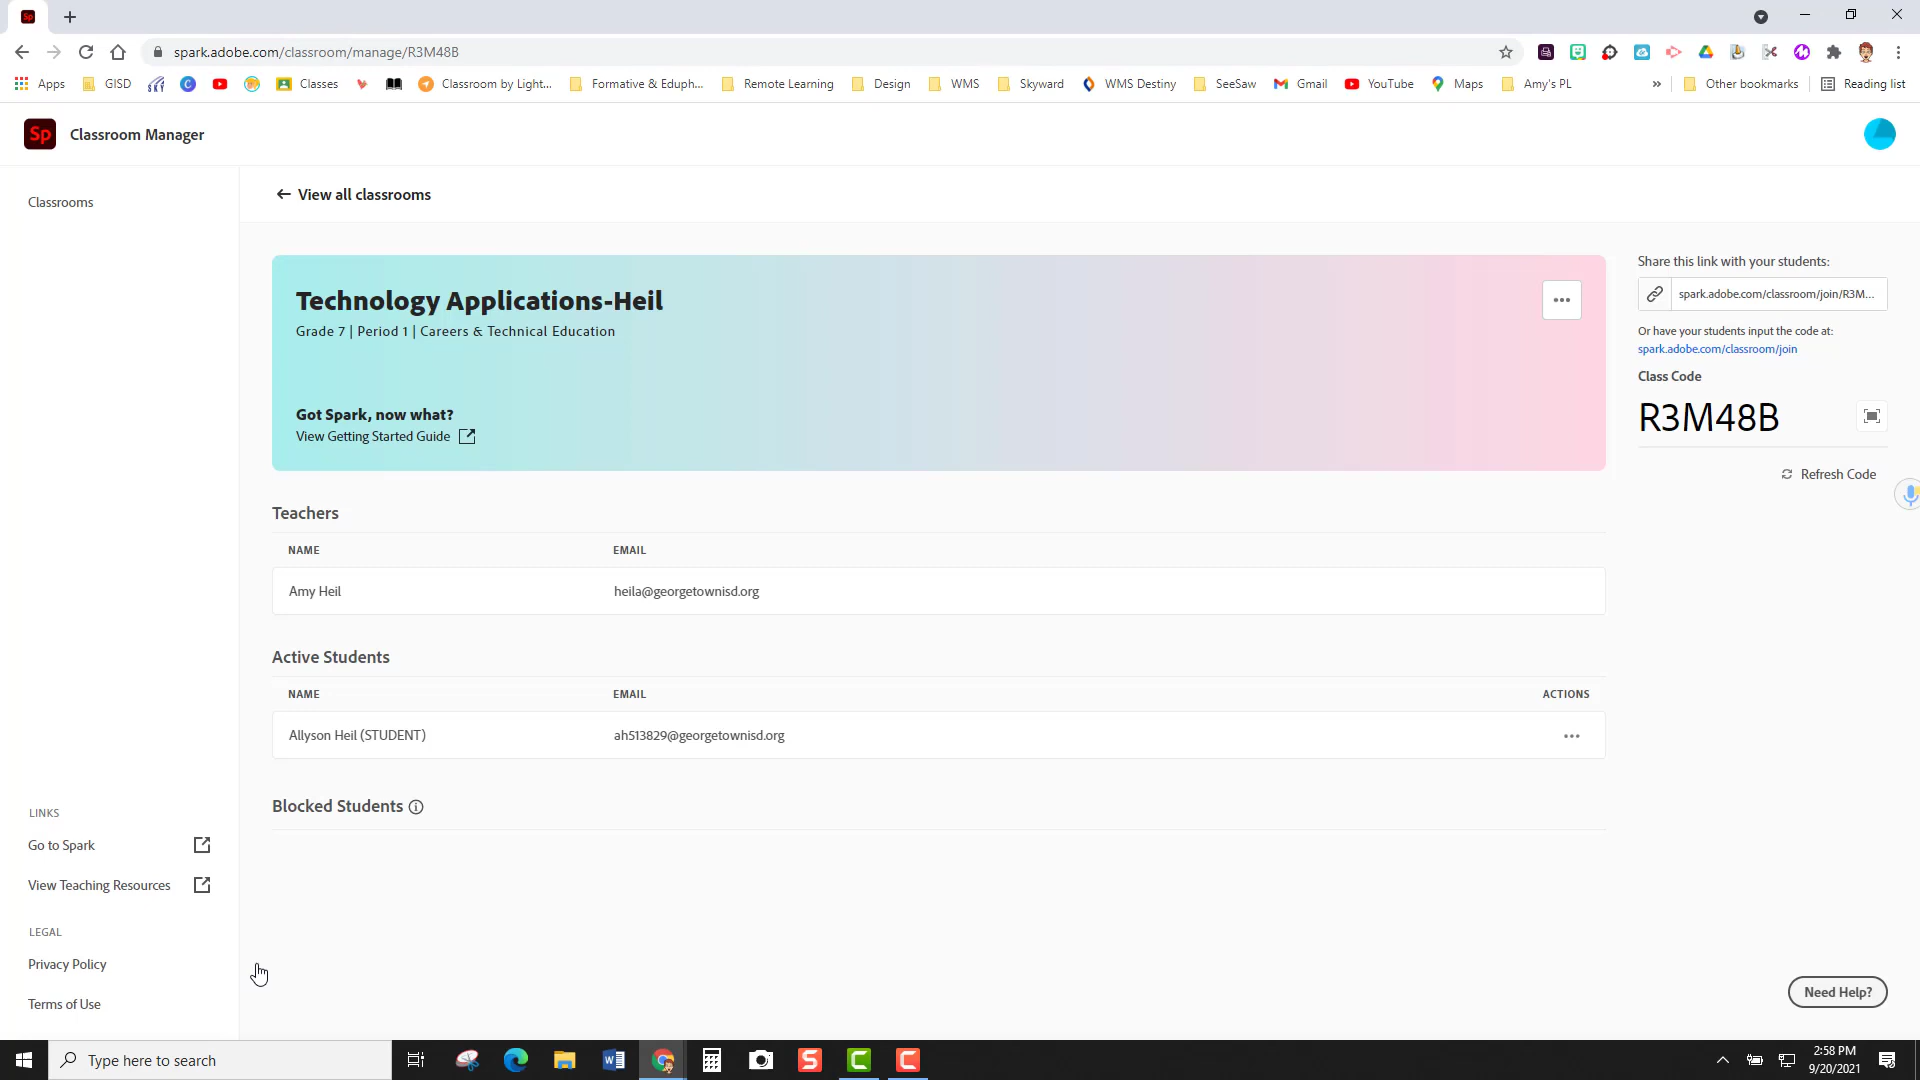 Sp
spark.adobe.com/classroom/manage/R3M48B
Apps GISD Classes Classroom by Light... Formative & Eduph... Remote Learning Design WMS Skyward WMS Destiny SeeSaw Gmail YouTube Maps Amy's PL » Other bookmarks Reading list
Sp Classroom Manager
Classrooms
View all classrooms
Technology Applications-Heil
Grade 7 | Period 1 | Careers & Technical Education
Got Spark, now what?
View Getting Started Guide
Share this link with your students:
spark.adobe.com/classroom/join/R3M...
Or have your students input the code at:
spark.adobe.com/classroom/join
Class Code
R3M48B
Refresh Code
Teachers
NAME EMAIL
Amy Heil heila@georgetownisd.org
Active Students
NAME EMAIL ACTIONS
Allyson Heil (STUDENT) ah513829@georgetownisd.org
Blocked Students
LINKS
Go to Spark
View Teaching Resources
LEGAL
Privacy Policy
Terms of Use
Need Help?
Type here to search
2:58 PM
9/20/2021